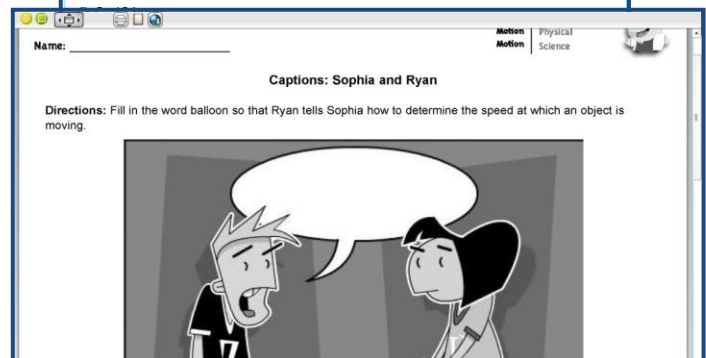 Motion Physical
Motion Science
Name:
Captions: Sophia and Ryan
Directions: Fill in the word balloon so that Ryan tells Sophia how to determine the speed at which an object is
moving.
7